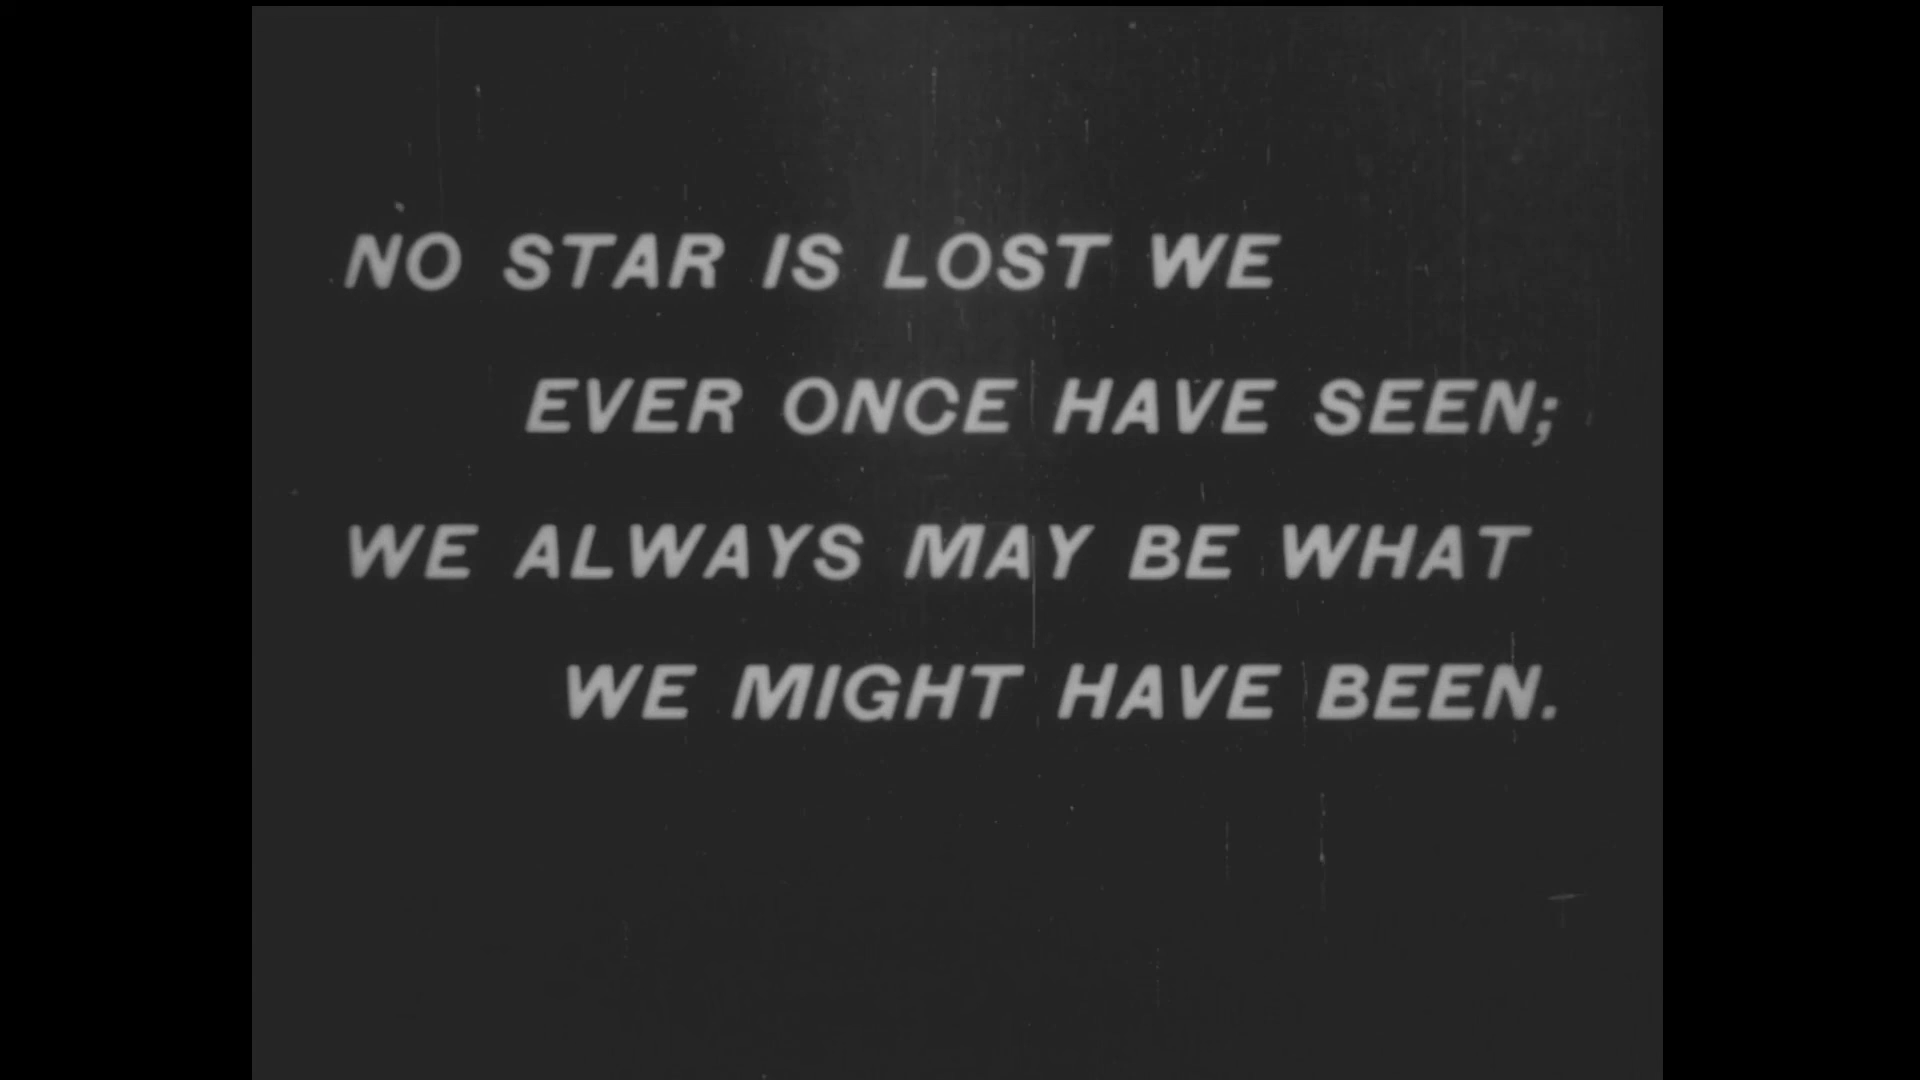 NO STAR IS LOST WE
EVER ONCE HAVE SEEN;
WE ALWAYS MAY BE WHAT
WE MIGHT HAVE BEEN.